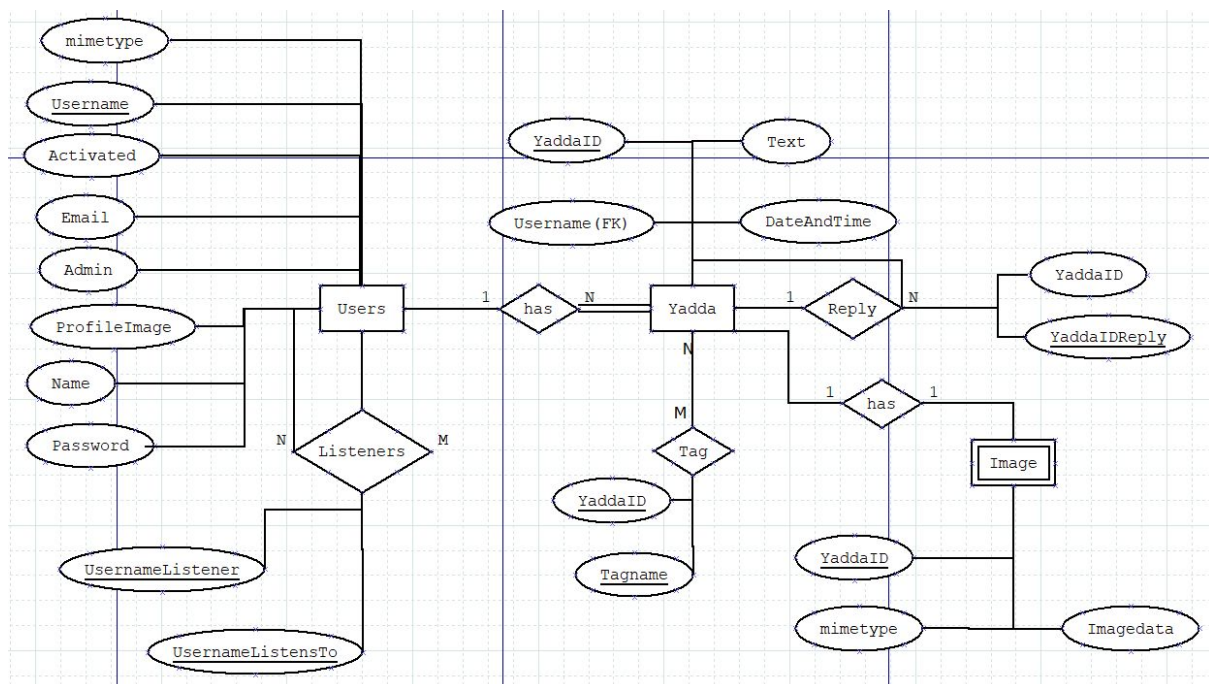 mimetype
Username
Activated
Email
Admin
ProfileImage
Name
Password
Users
1
has
N
YaddaID
Text
Username(FK)
DateAndTime
Yadda
1
Reply
N
YaddaID
YaddaIDReply
N
Listeners
M
UsernameListener
UsernameListensTo
N
M
Tag
YaddaID
Tagname
1
has
1
Image
YaddaID
mimetype
Imagedata